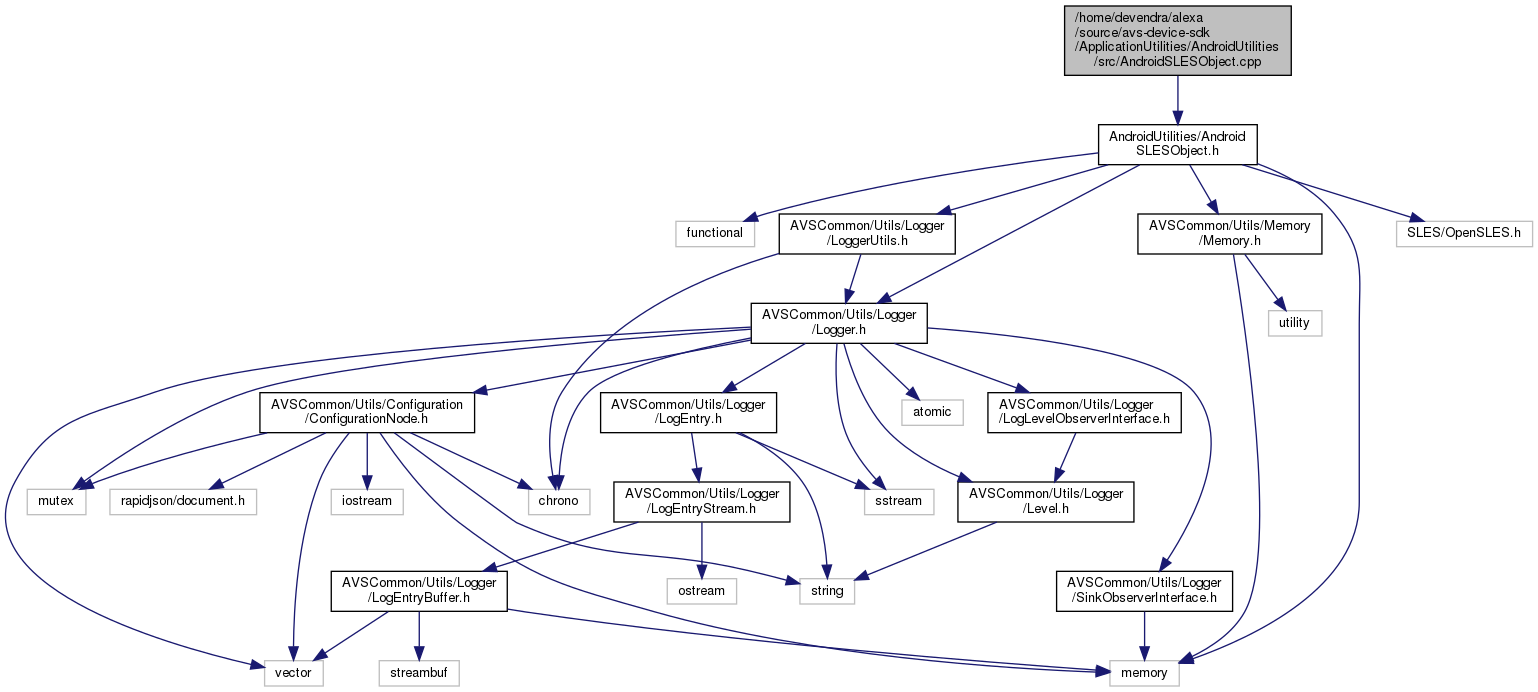 /home/devendra/alexa
/source/avs-device-sdk
/ApplicationUtilities/AndroidUtilities
/src/AndroidSLESObject.cpp
AndroidUtilities/Android
SLESObject.h
functional
AVSCommon/Utils/Logger
/LoggerUtils.h
AVSCommon/Utils/Memory
/Memory.h
SLES/OpenSLES.h
AVSCommon/Utils/Logger
/Logger.h
utility
AVSCommon/Utils/Configuration
/ConfigurationNode.h
AVSCommon/Utils/Logger
/LogEntry.h
atomic
AVSCommon/Utils/Logger
/LogLevelObserverInterface.h
mutex
rapidjson/document.h
iostream
chrono
AVSCommon/Utils/Logger
/LogEntryStream.h
sstream
AVSCommon/Utils/Logger
/Level.h
AVSCommon/Utils/Logger
/LogEntryBuffer.h
ostream
string
AVSCommon/Utils/Logger
/SinkObserverInterface.h
vector
streambuf
memory